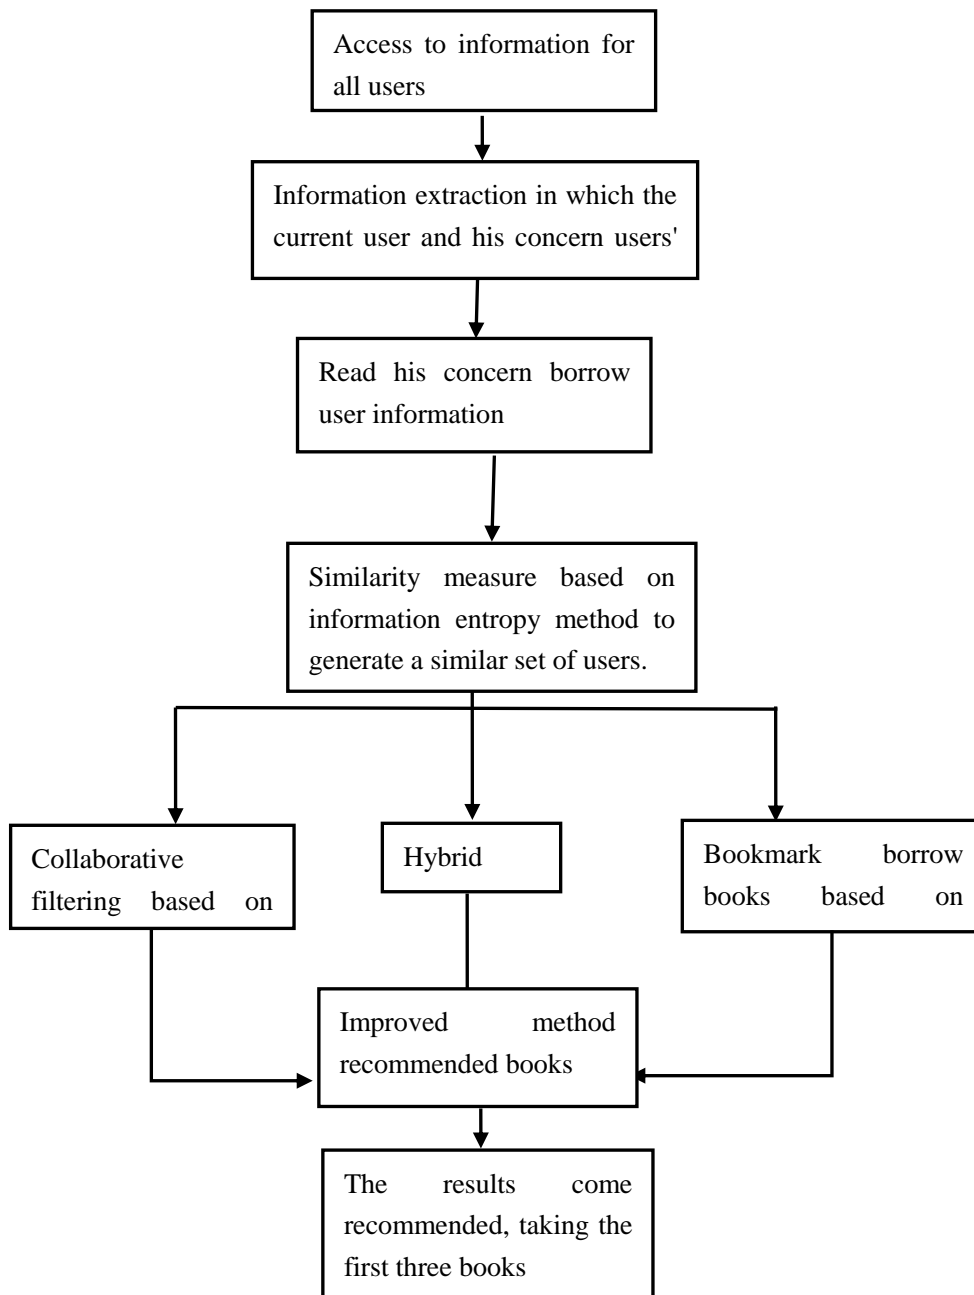 Access to information for
all users
Information extraction in which the
current user and his concern users'
Read his concern borrow
user information
Similarity measure based on
information entropy method to
generate a similar set of users.
Collaborative
filtering based on
Hybrid
Bookmark borrow
books based on
Improved method
recommended books
The results come
recommended, taking the
first three books